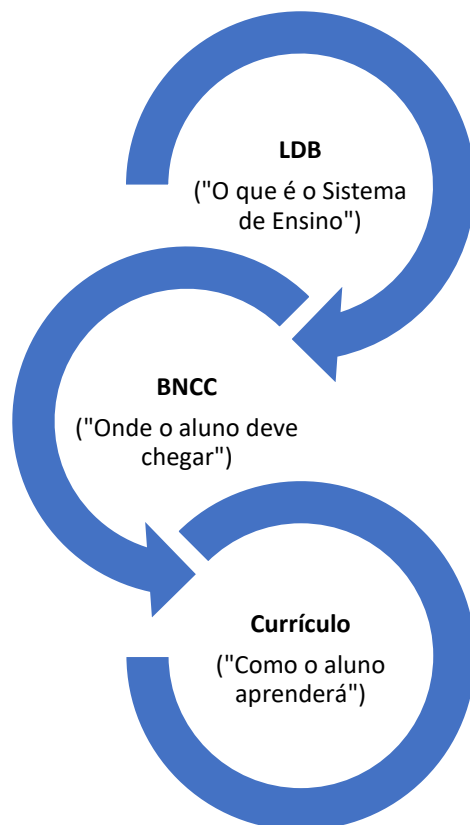 LDB
("O que é o Sistema
de Ensino")
BNCC
("Onde o aluno deve
chegar")
Currículo
("Como o aluno
aprenderá")